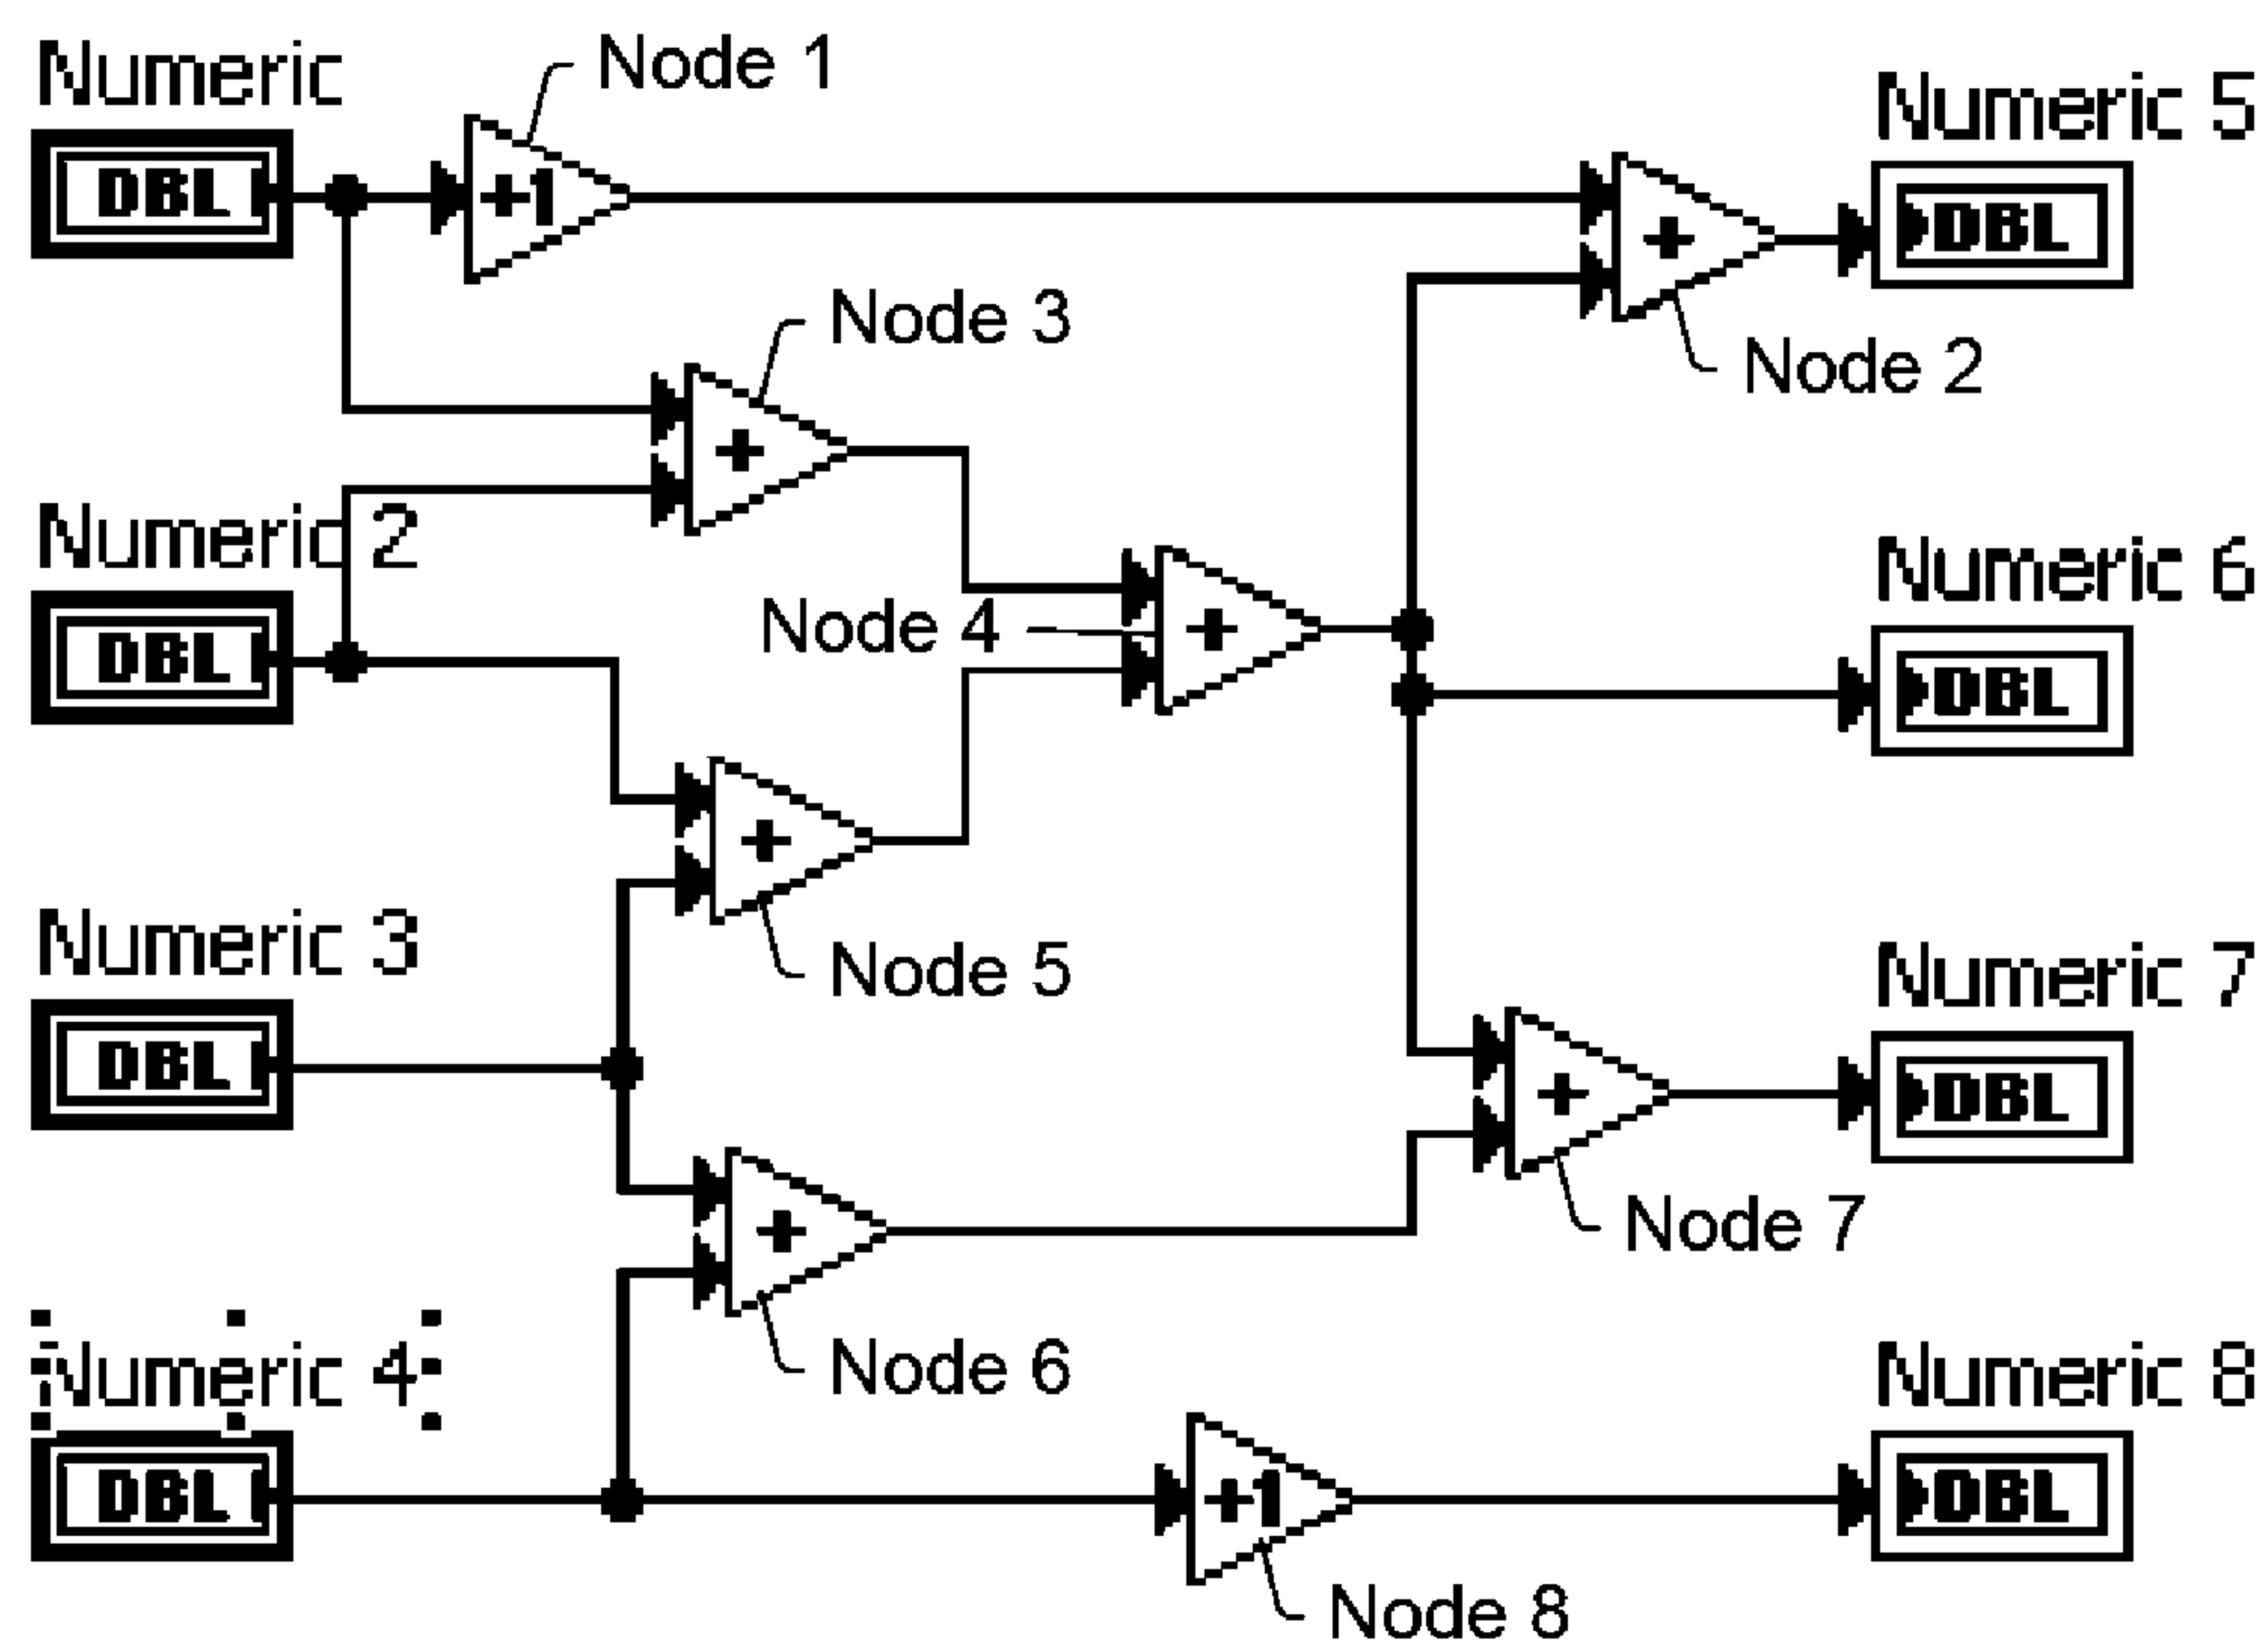 Numeric
Node 1
Numeric 5
DBL
+1
+
DBL
Node 3
Node 2
+
Numeric 2
Numeric 6
DBL
Node 4
+
DBL
+
Numeric 3
Node 5
Numeric 7
DBL
+
DBL
Node 7
+
Numeric 4
Node 6
Numeric 8
DBL
+1
DBL
Node 8